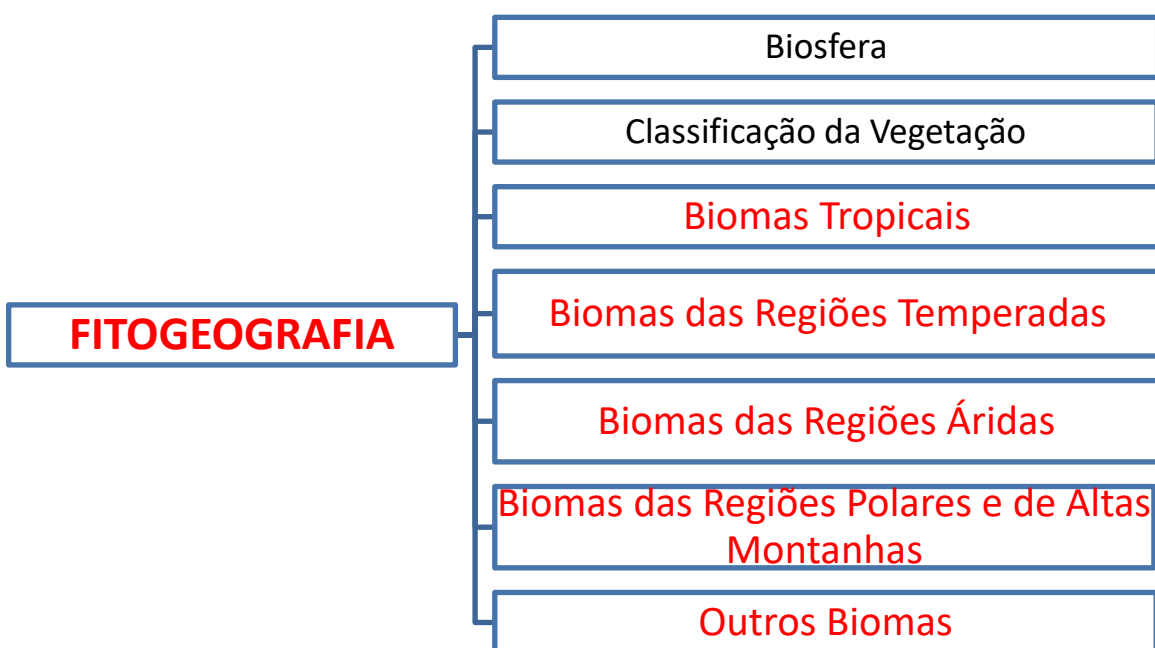 FITOGEOGRAFIA
Biosfera
Classificação da Vegetação
Biomas Tropicais
Biomas das Regiões Temperadas
Biomas das Regiões Áridas
Biomas das Regiões Polares e de Altas
Montanhas
Outros Biomas